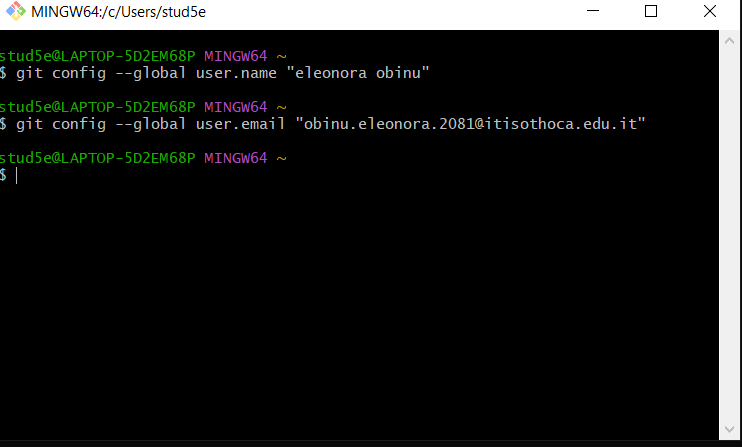 MINGW64:/c/Users/stud5e
stud5e@LAPTOP-5D2EM68P MINGW64 ~
$ git config --global user.name "eleonora obinu"
stud5e@LAPTOP-5D2EM68P MINGW64 ~
$ git config --global user.email "obinu.eleonora.2081@itisothoca.edu.it"
stud5e@LAPTOP-5D2EM68P MINGW64 ~
$